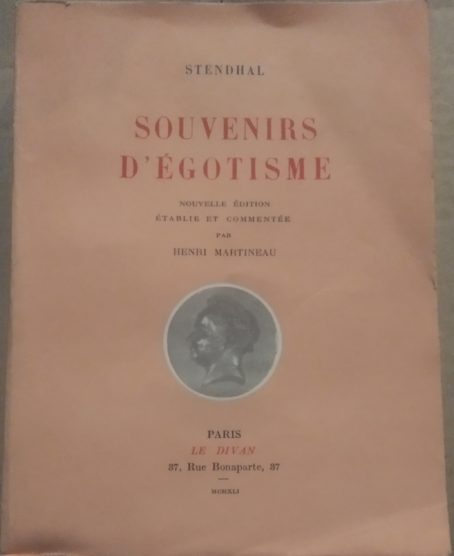 STENDHAL
SOUVENIRS
D'ÉGOTISME
NOUVELLE ÉDITION
ÉTABLIE ET COMMENTÉE
PAR
HENRI MARTINEAU
PARIS
LE DIVAN
37, Rue Bonaparte, 37
MCMXLI